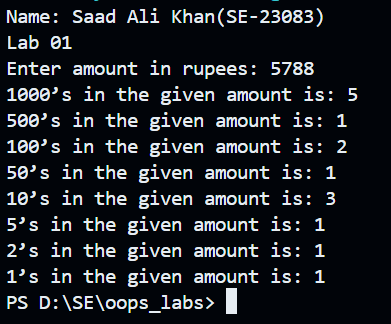 Name: Saad Ali Khan(SE-23083)
Lab 01
Enter amount in rupees: 5788
1000’s in the given amount is: 5
500’s in the given amount is: 1
100’s in the given amount is: 2
50’s in the given amount is: 1
10’s in the given amount is: 3
5’s in the given amount is: 1
2’s in the given amount is: 1
1’s in the given amount is: 1
PS D:\SE\oops_labs>